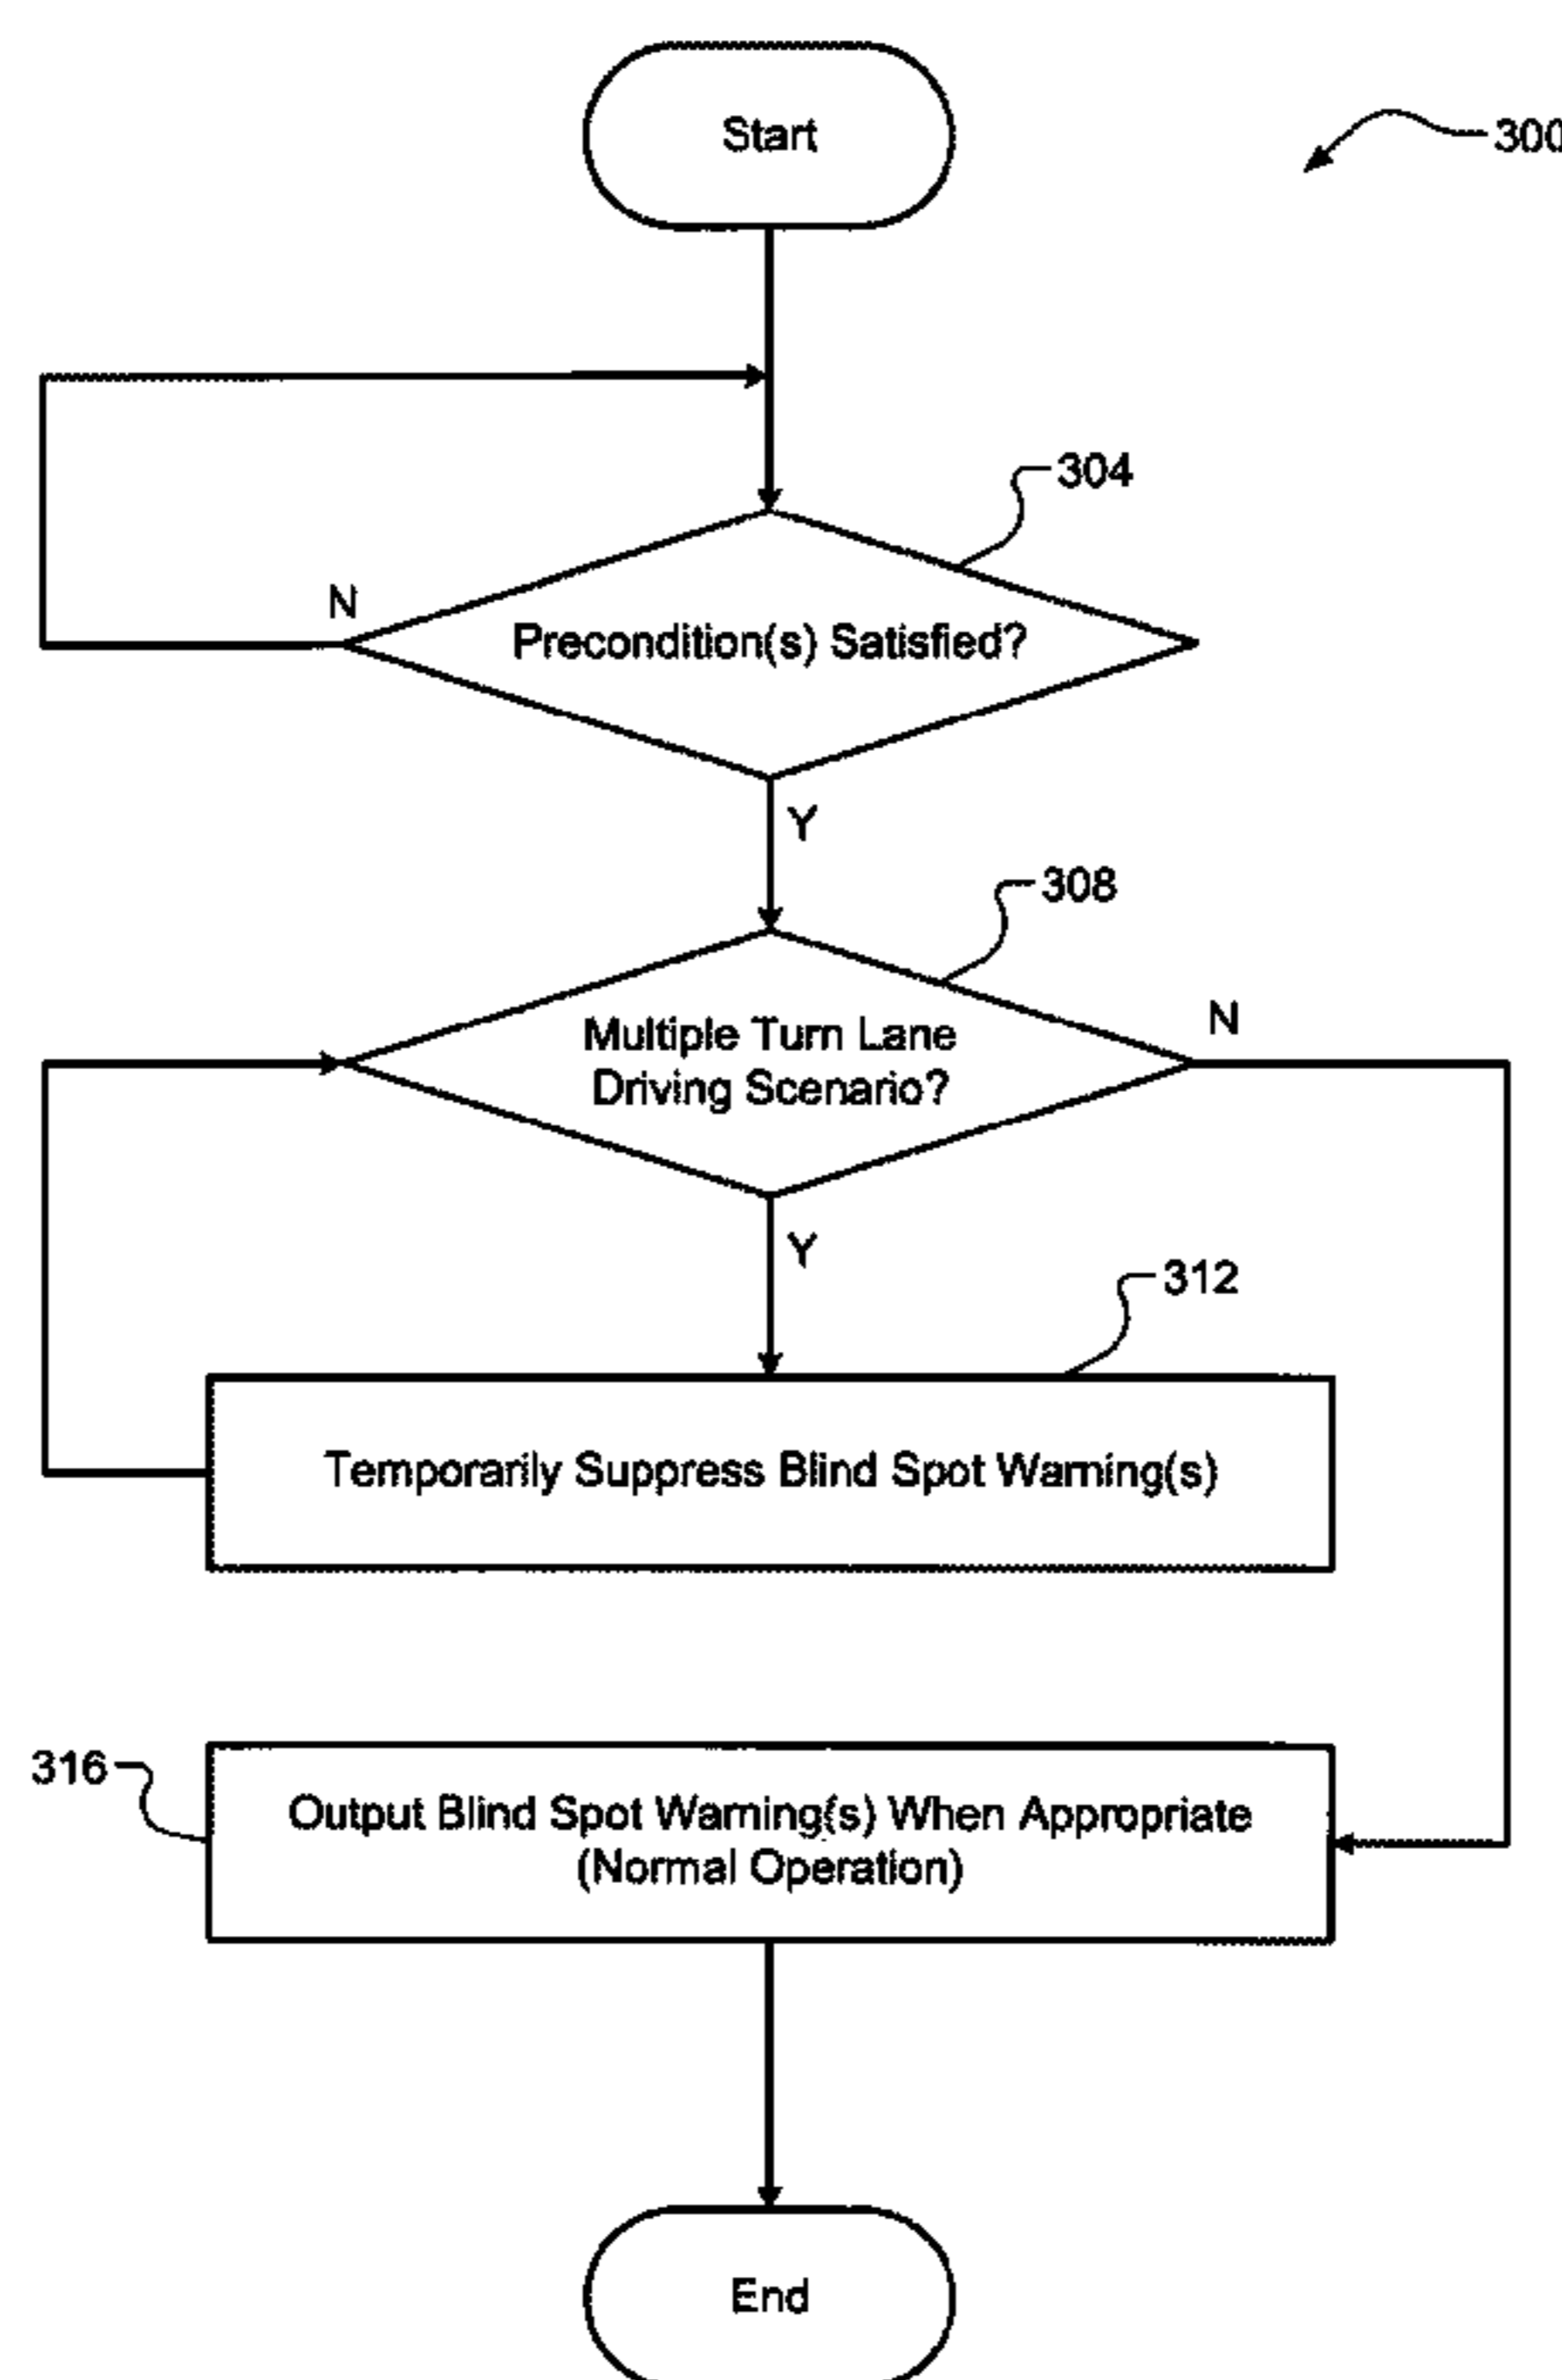 Start
300
304
N
Precondition(s) Satisfied?
Y
308
N
Multiple Turn Lane
Driving Scenario?
Y
312
Temporarily Suppress Blind Spot Warning(s)
316
Output Blind Spot Warning(s) When Appropriate
(Normal Operation)
End